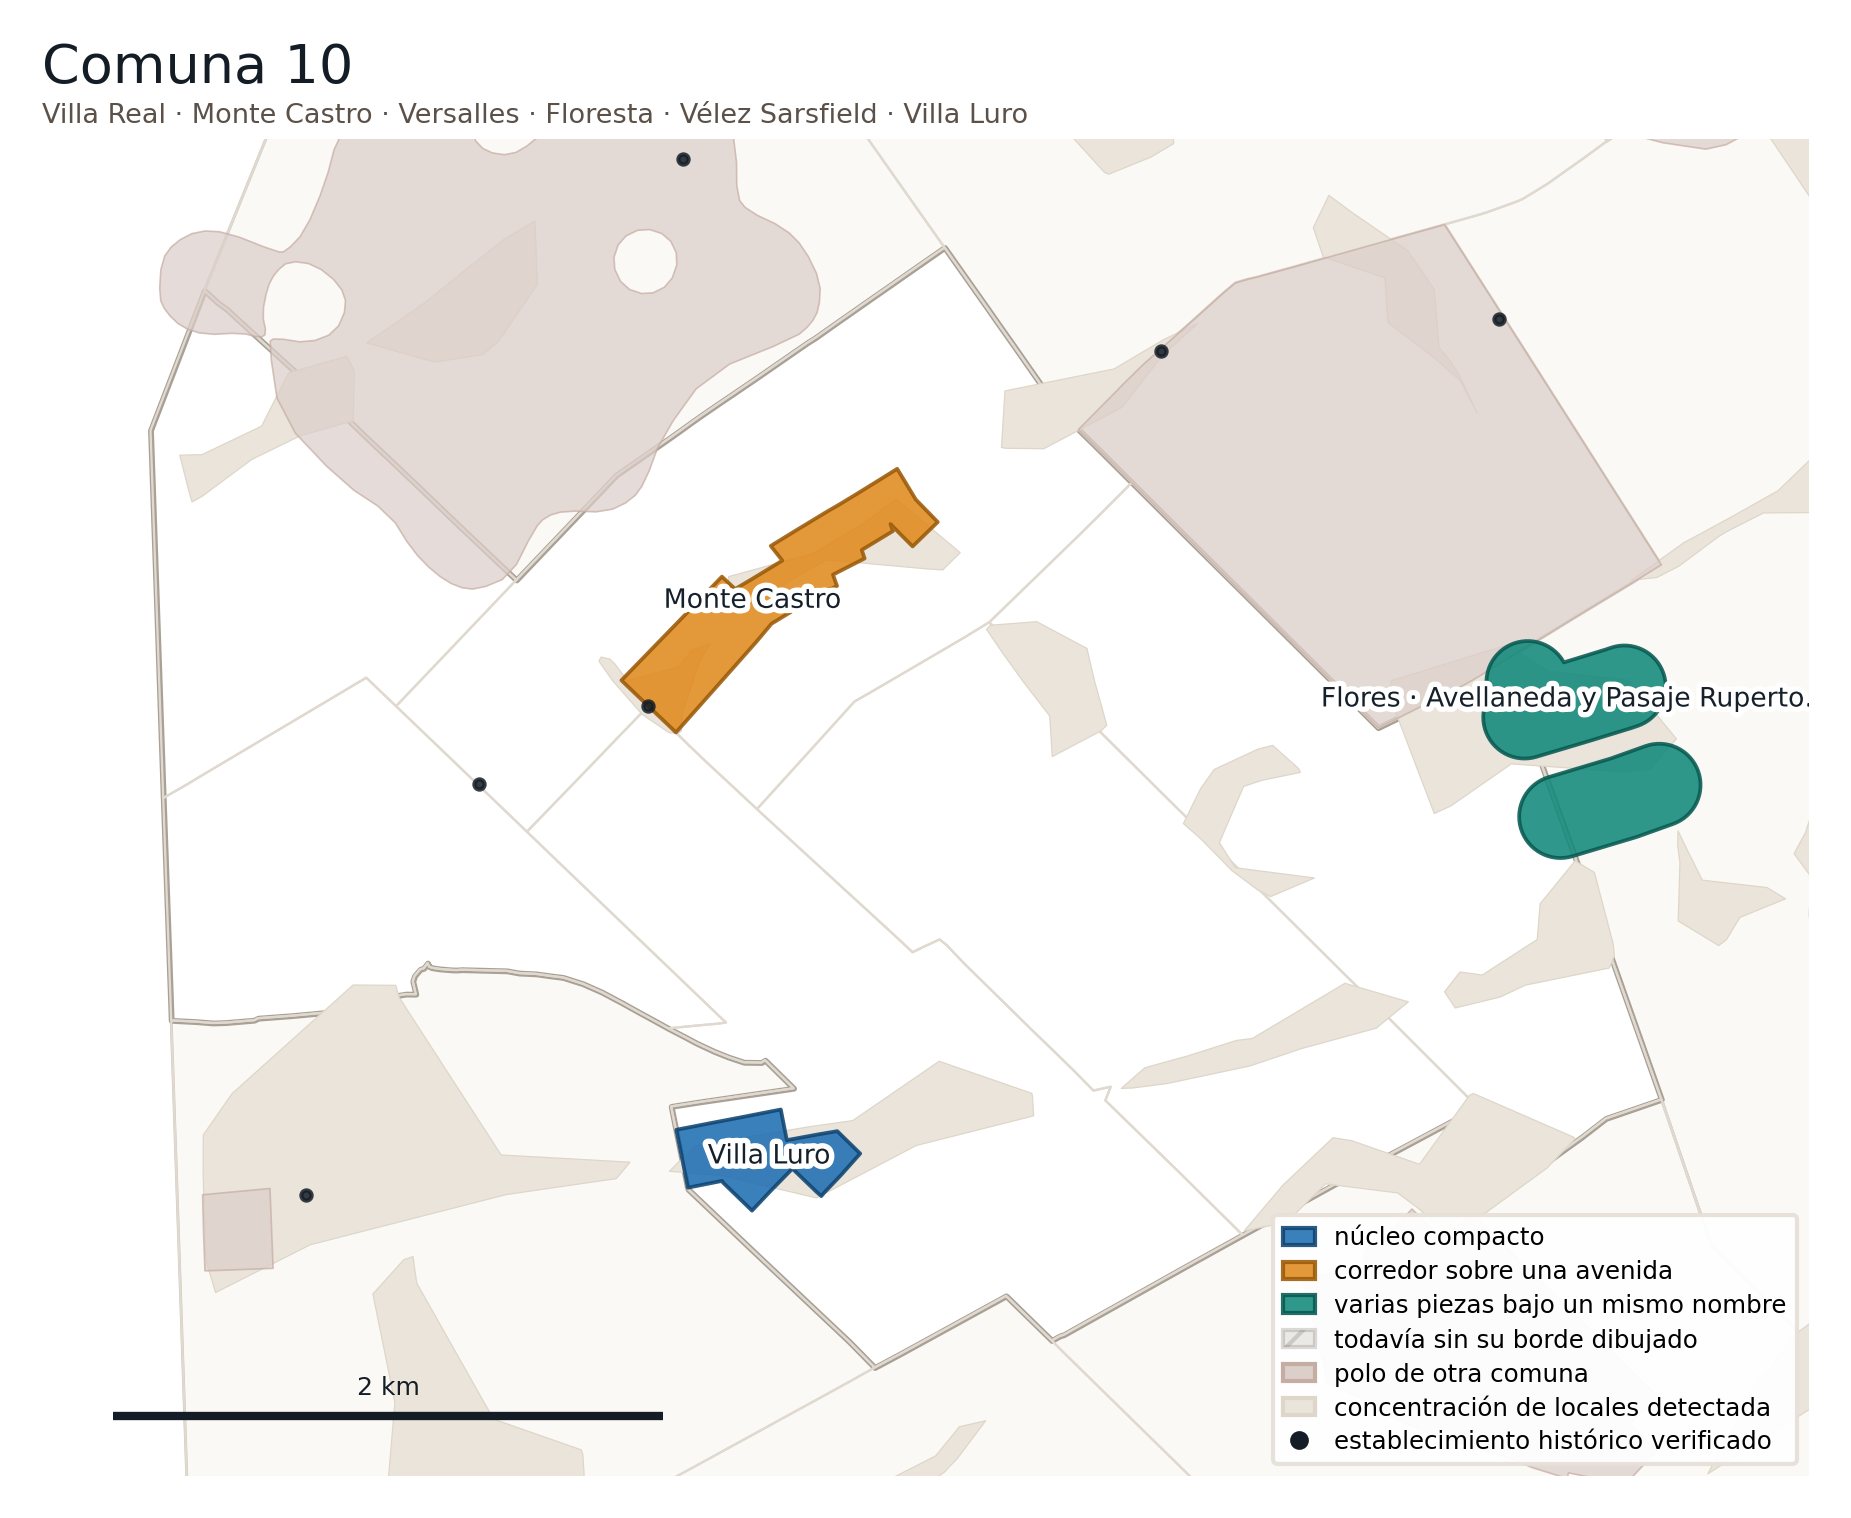 Comuna 10
Villa Real · Monte Castro · Versalles · Floresta · Vélez Sarsfield · Villa Luro
Monte Castro
Flores · Avellaneda y Pasaje Ruperto.
Villa Luro
núcleo compacto
corredor sobre una avenida
varias piezas bajo un mismo nombre
todavía sin su borde dibujado
polo de otra comuna
concentración de locales detectada
establecimiento histórico verificado
2 km